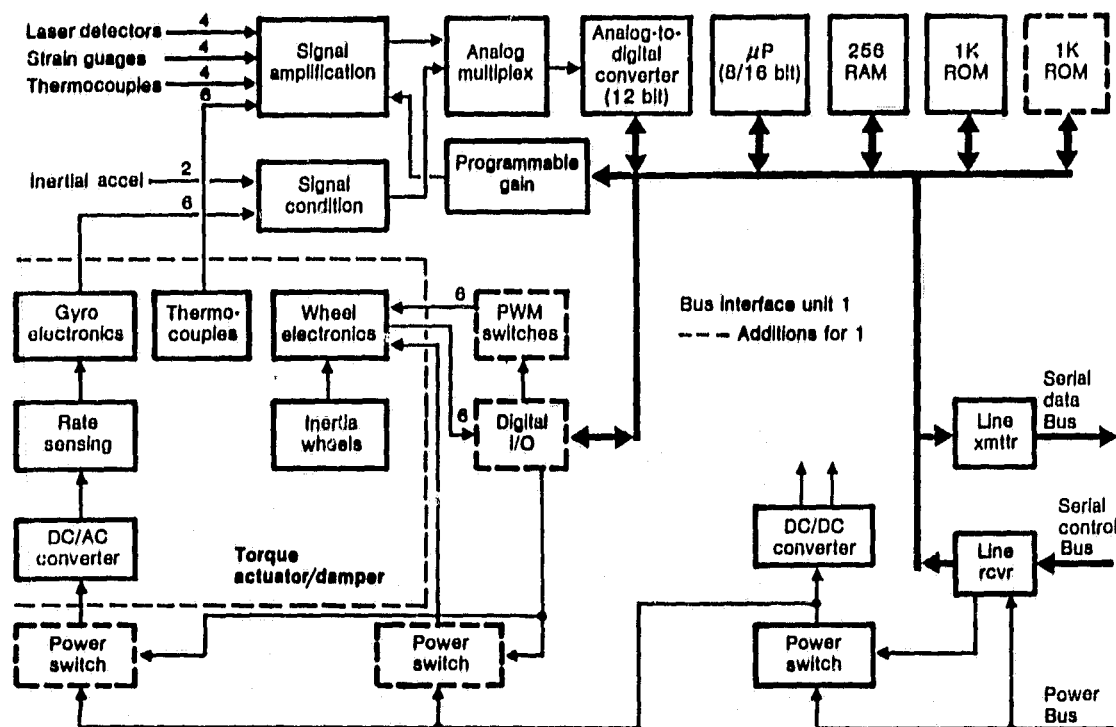 Laser detectors
4
Strain guages
4
Thermocouples
4
6
Signal
amplification
Analog
multiplex
Analog-to-
digital
converter
(12 bit)
μP
(8/16 bit)
256
RAM
1K
ROM
1K
ROM
Inertial accel
2
6
Signal
condition
Programmable
gain
Gyro
electronics
Thermo-
couples
Wheel
electronics
6
PWM
switches
Bus interface unit 1
--- Additions for 1
Rate
sensing
Inertia
wheels
6
Digital
I/O
Serial
data
Bus
Line
xmttr
DC/AC
converter
Torque
actuator/damper
DC/DC
converter
Serial
control
Bus
Line
rcvr
Power
switch
Power
switch
Power
switch
Power
Bus